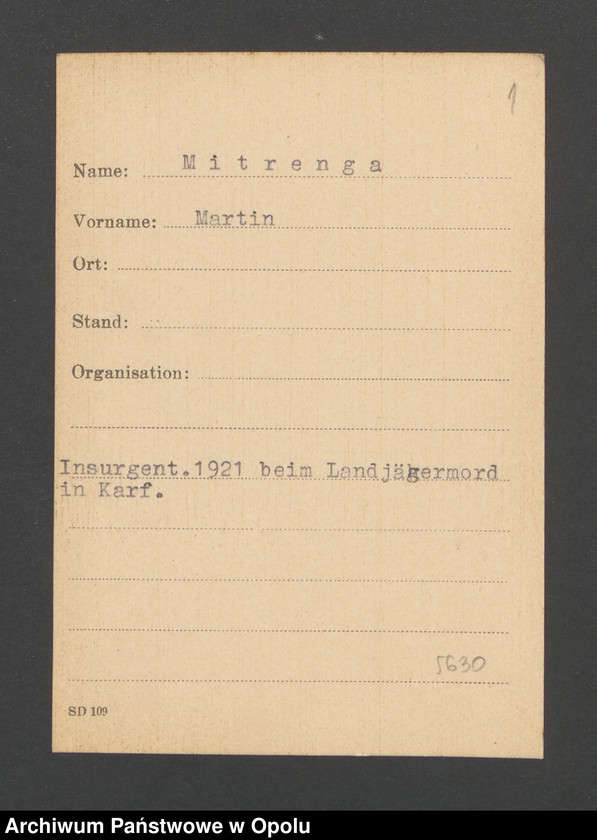 1
Name: Mitrenga
Vorname: Martin
Ort:
Stand:
Organisation:
Insurgent.1921 beim Landjägermord
in Karf.
5630
SD 109
Archiwum Państwowe w Opolu